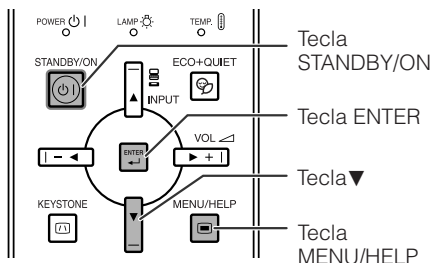 POWER LAMP TEMP.
STANDBY/ON ECO+QUIET
INPUT
VOL
ENTER
KEYSTONE MENU/HELP
Tecla
STANDBY/ON
Tecla ENTER
Tecla▼
Tecla
MENU/HELP